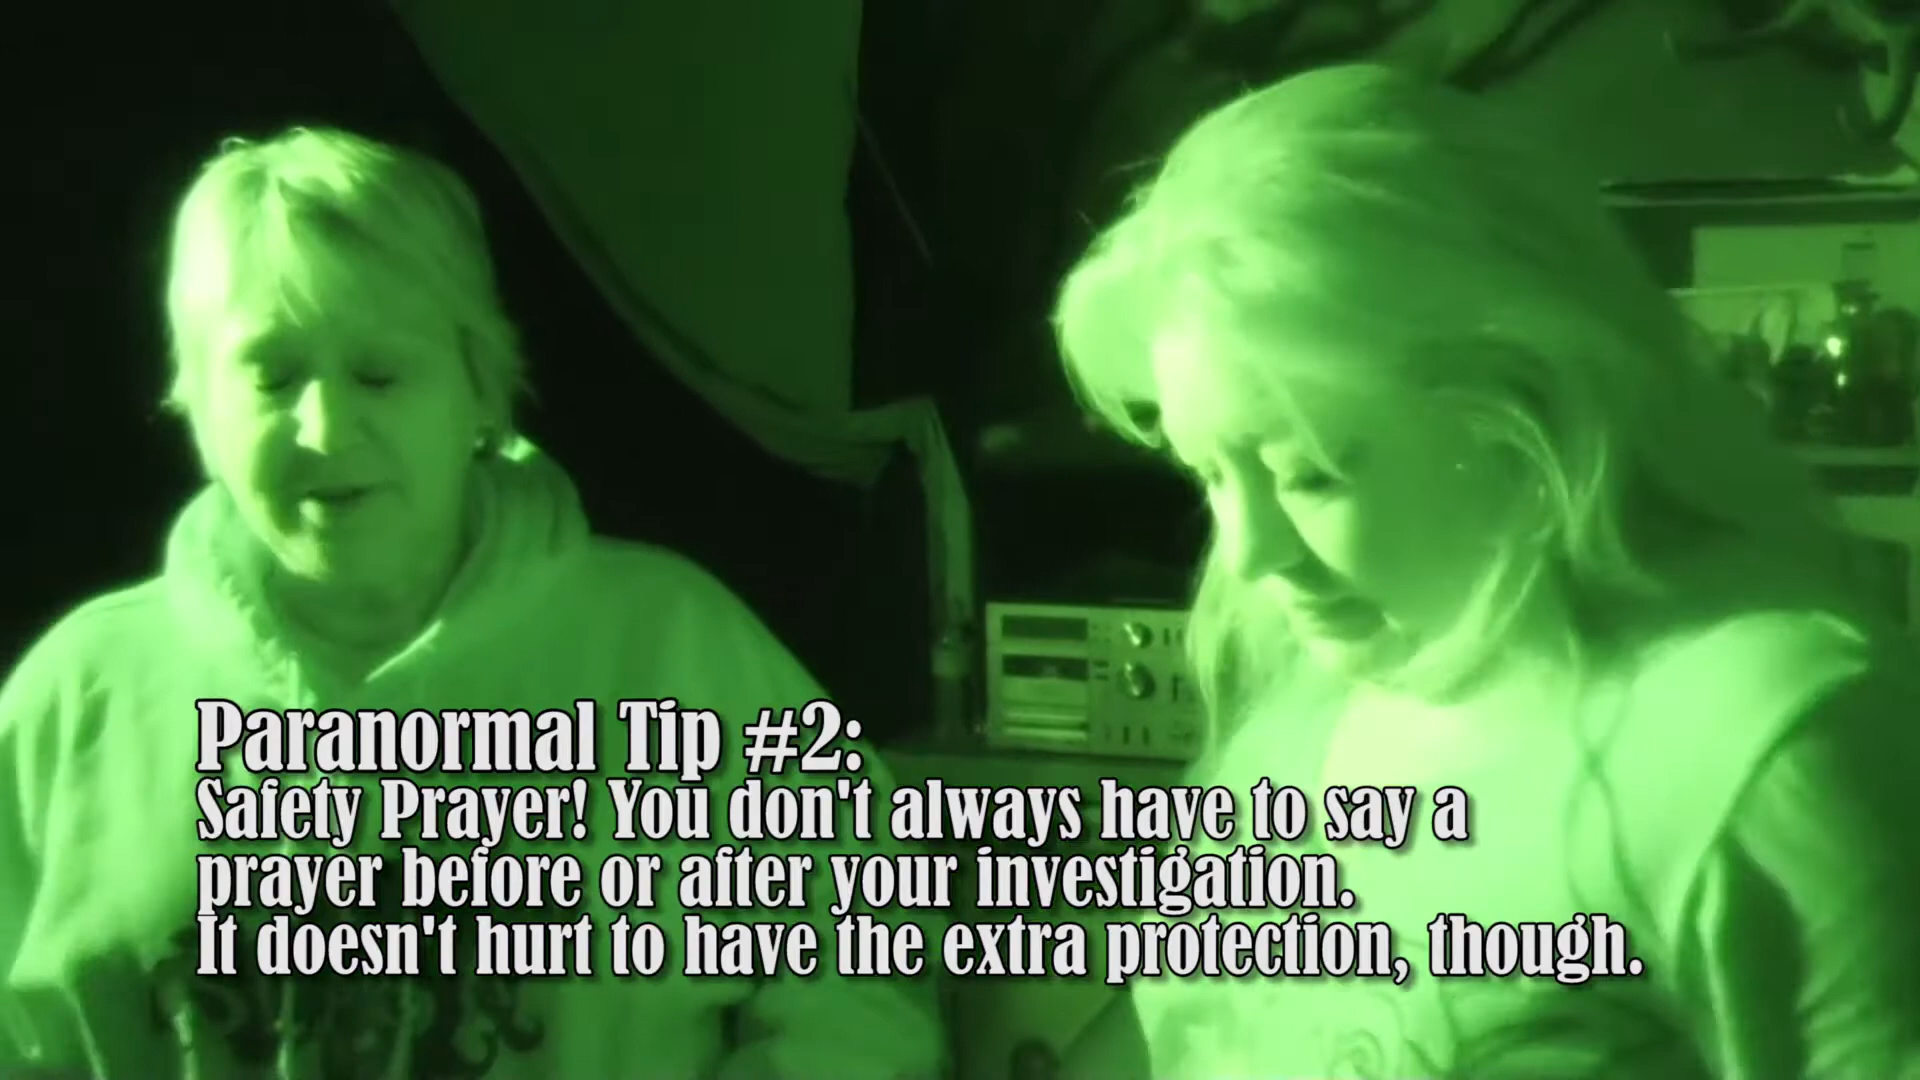 Paranormal Tip #2:
Safety Prayer! You don't always have to say a
prayer before or after your investigation.
It doesn't hurt to have the extra protection, though.